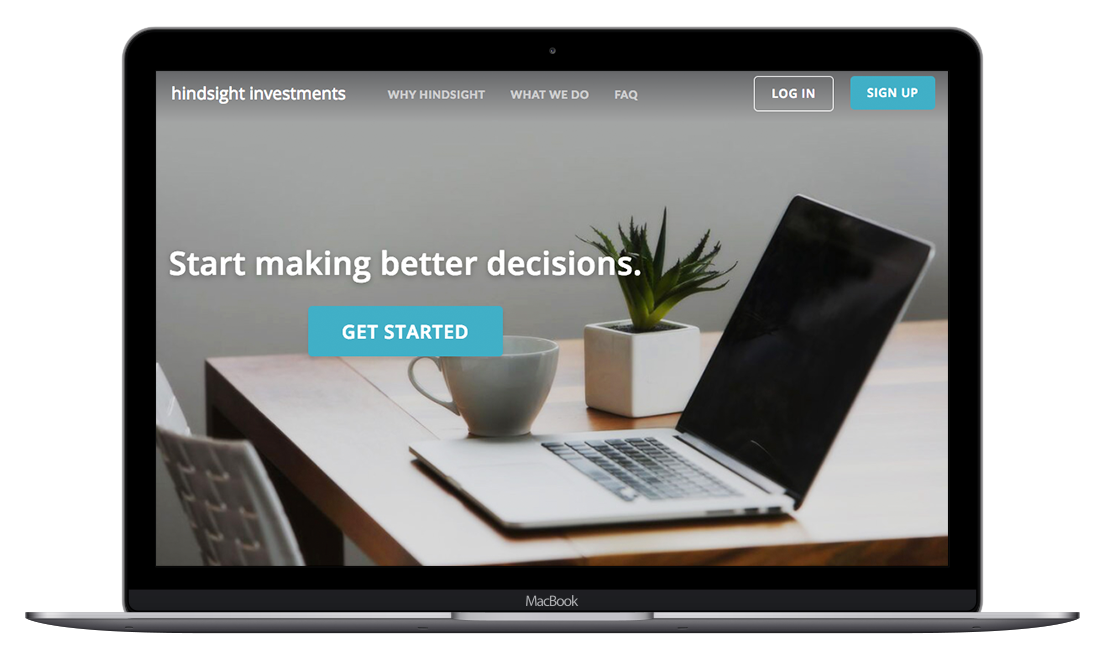 hindsight investments
WHY HINDSIGHT
WHAT WE DO
FAQ
LOG IN
SIGN UP
Start making better decisions.
GET STARTED
MacBook